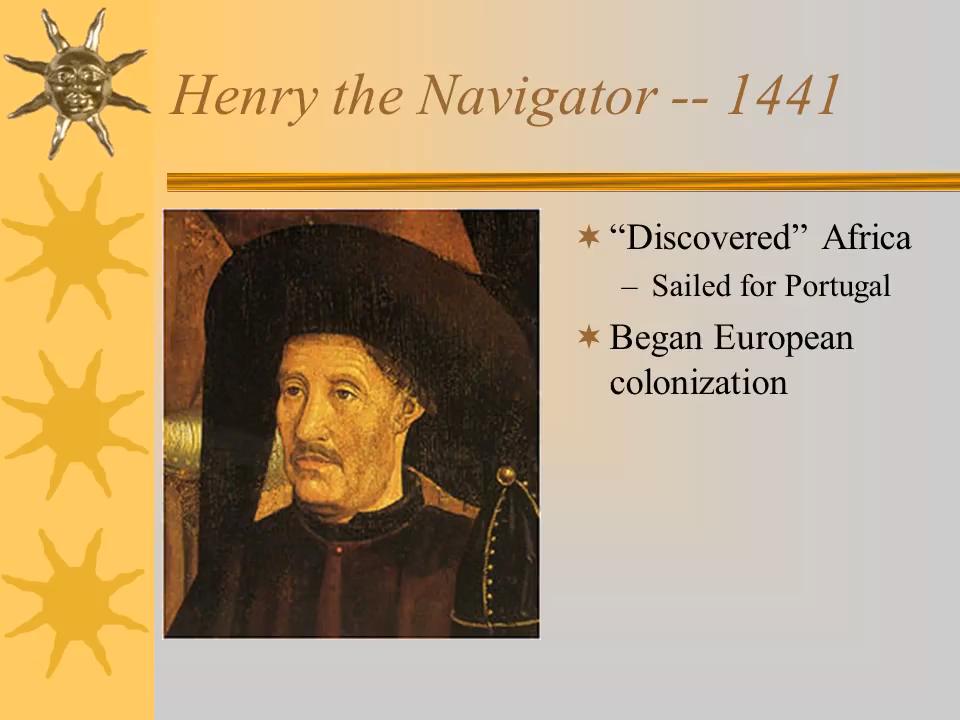 Henry the Navigator -- 1441
“Discovered” Africa
– Sailed for Portugal
Began European
colonization